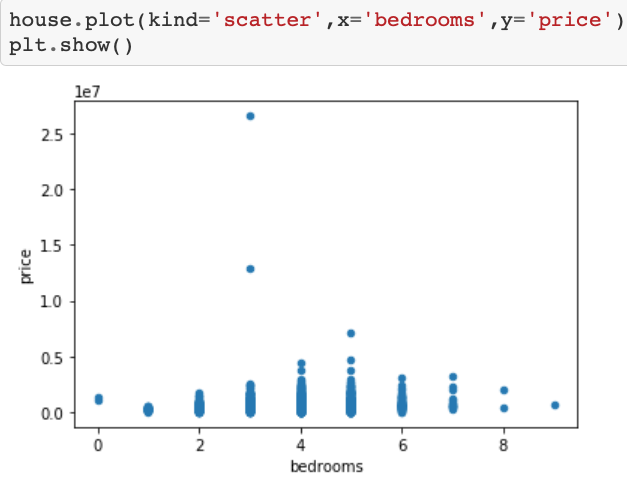 house.plot(kind='scatter',x='bedrooms',y='price')
plt.show()
1e7
2.5
2.0
1.5
1.0
0.5
0.0
price
0 2 4 6 8
bedrooms